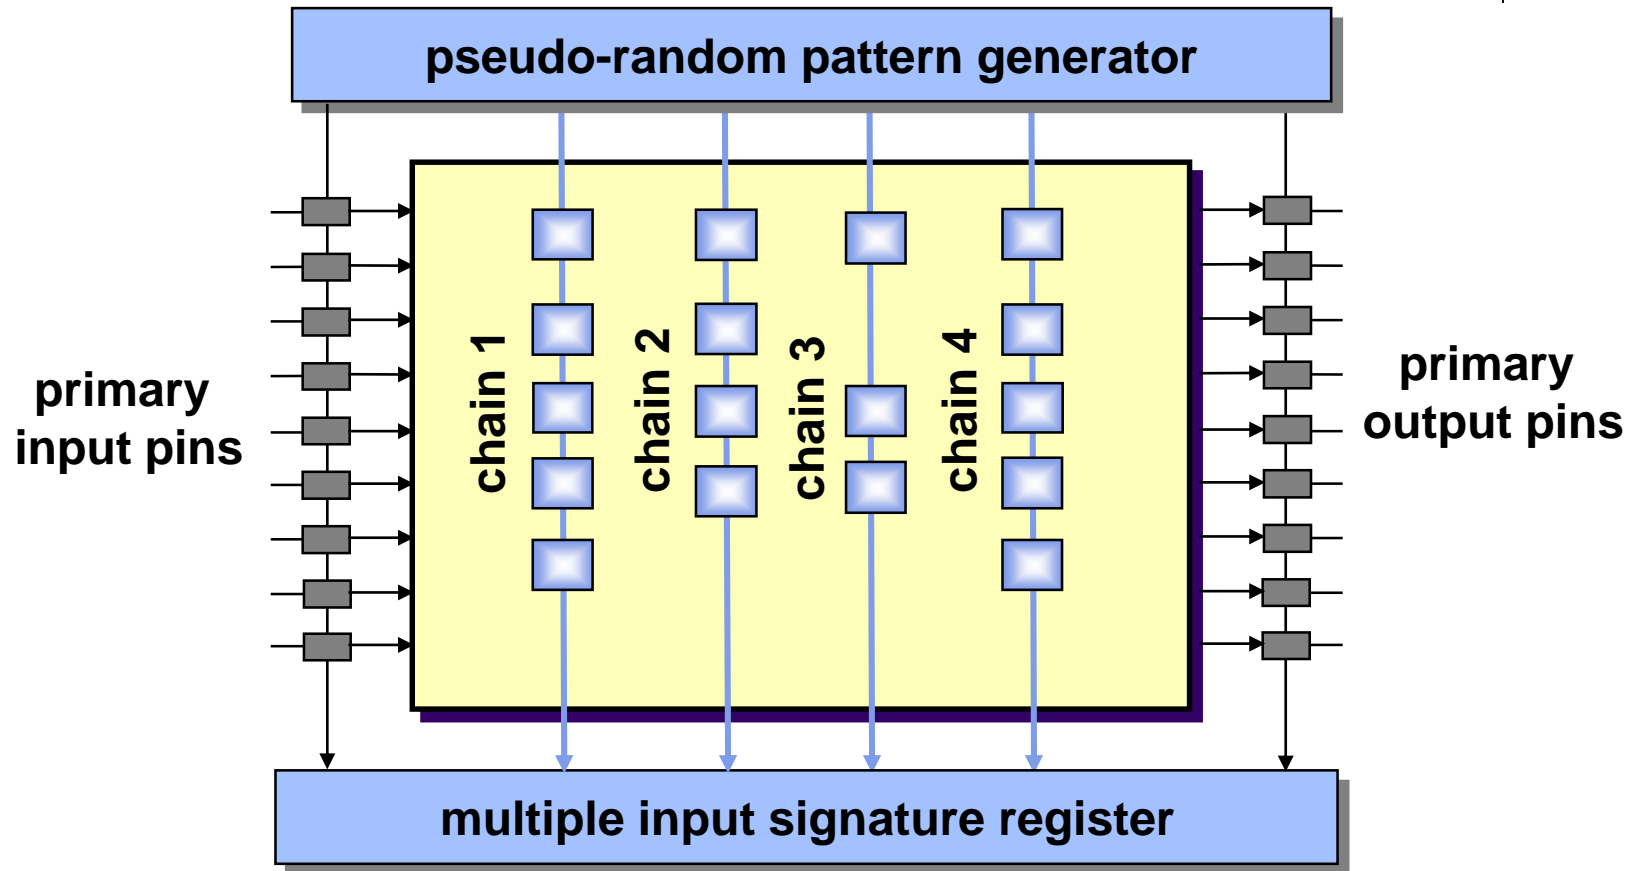 pseudo-random pattern generator
primary
input pins
chain 1
chain 2
chain 3
chain 4
primary
output pins
multiple input signature register